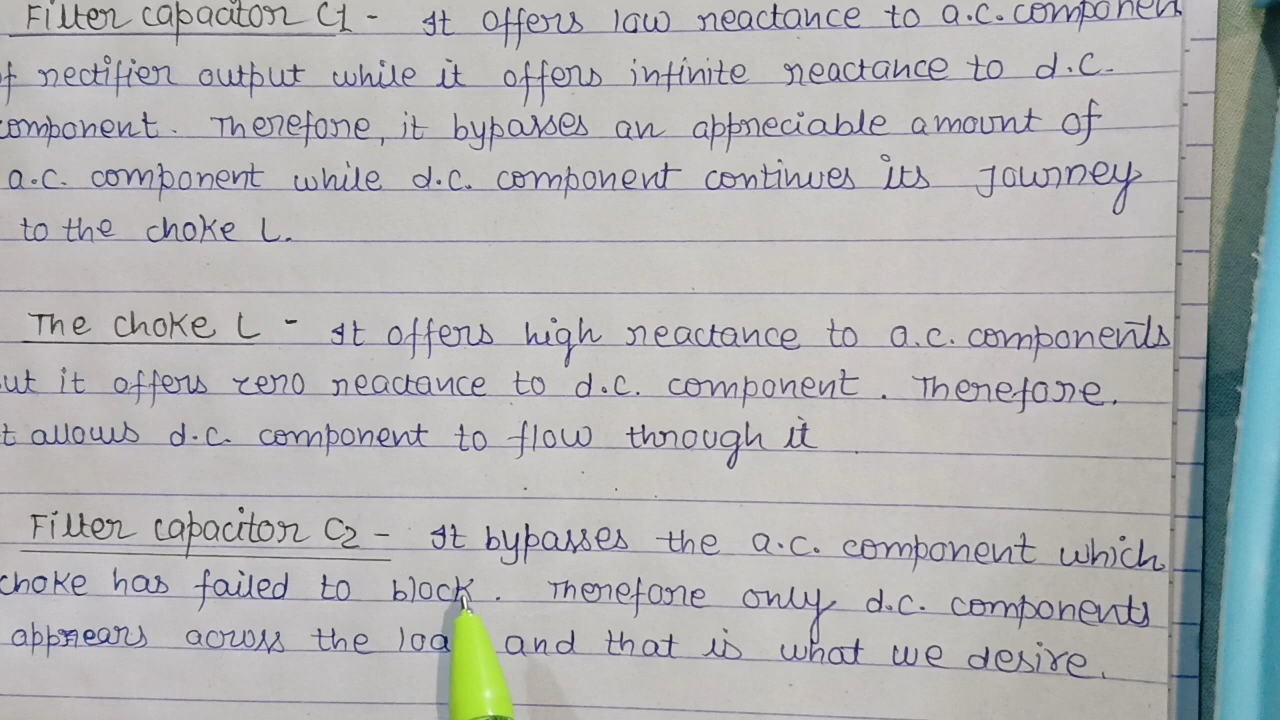 Filter capacitor C1 - It offers low reactance to a.c. componen
f rectifier output while it offers infinite reactance to d.c.
component. Therefore, it bypasses an appreciable amount of
a.c. component while d.c. component continues its Journey
to the choke L.
The choke L - It offers high reactance to a.c. components
ut it offers zero reactance to d.c. component. Therefore.
t allows d.c. component to flow through it
Filter capacitor C2 - It bypasses the a.c. component which
choke has failed to block. Therefore only d.c. components
appears across the loa and that is what we desire.